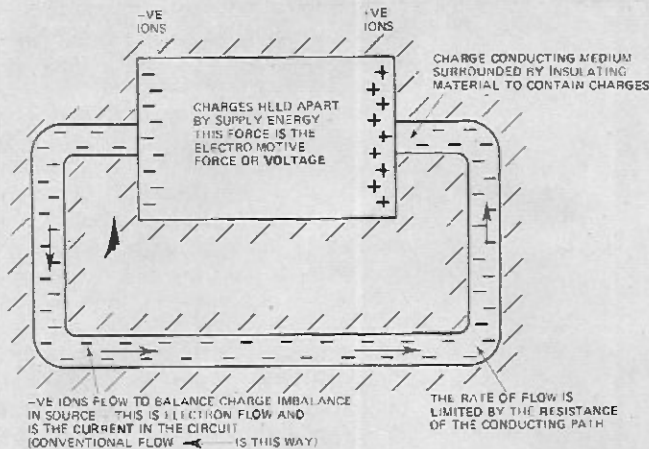 –VE
IONS
+VE
IONS
CHARGE CONDUCTING MEDIUM
SURROUNDED BY INSULATING
MATERIAL TO CONTAIN CHARGES
CHARGES HELD APART
BY SUPPLY ENERGY
THIS FORCE IS THE
ELECTRO MOTIVE
FORCE OR VOLTAGE
–VE IONS FLOW TO BALANCE CHARGE IMBALANCE
IN SOURCE – THIS IS ELECTRON FLOW AND
IS THE CURRENT IN THE CIRCUIT
(CONVENTIONAL FLOW IS THIS WAY)
THE RATE OF FLOW IS
LIMITED BY THE RESISTANCE
OF THE CONDUCTING PATH